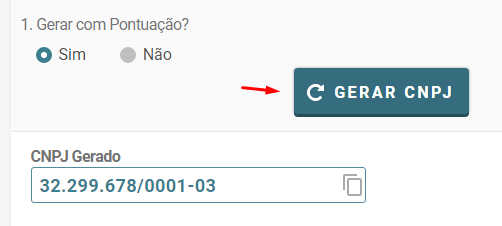 1. Gerar com Pontuação?
Sim Não
GERAR CNPJ
CNPJ Gerado
32.299.678/0001-03